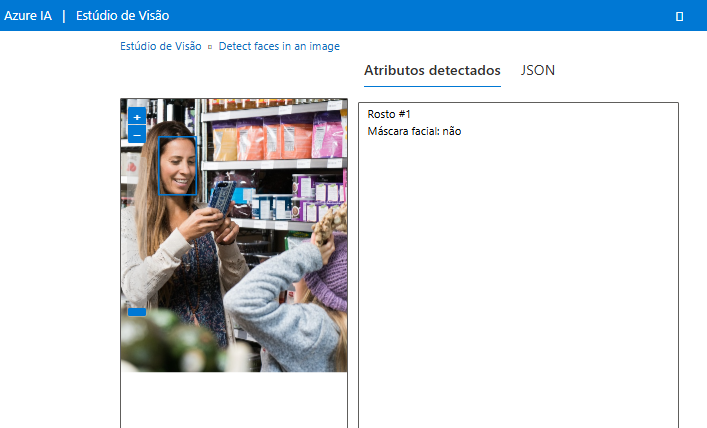 Azure IA | Estúdio de Visão
Estúdio de Visão Detect faces in an image
Atributos detectados JSON
+
–
Rosto #1
Máscara facial: não